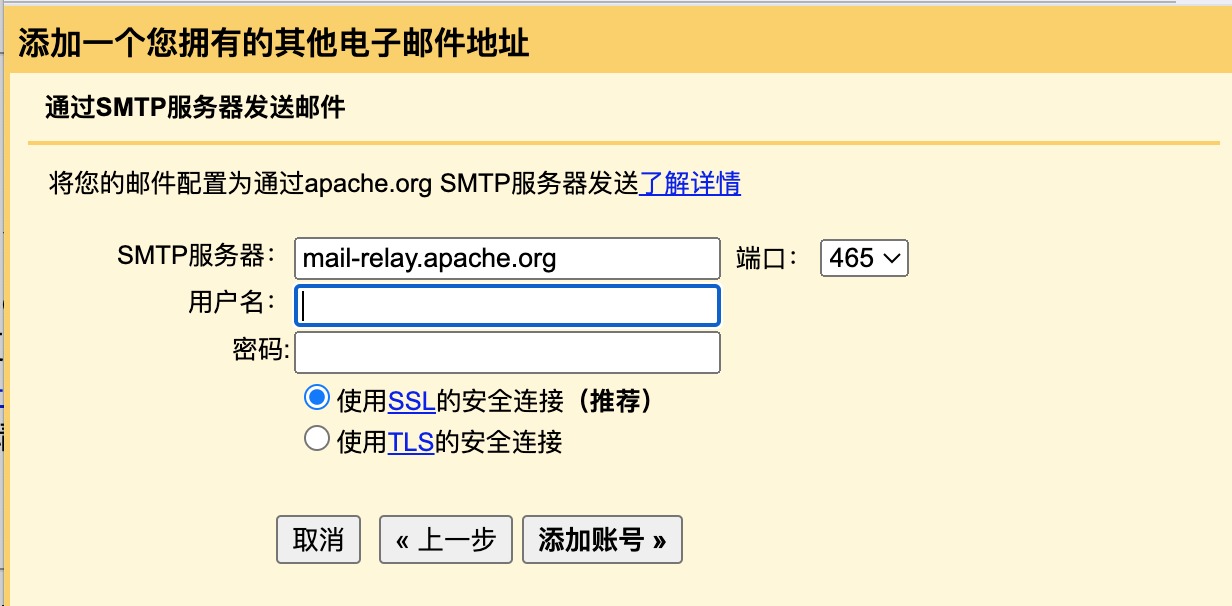 添加一个您拥有的其他电子邮件地址
通过SMTP服务器发送邮件
将您的邮件配置为通过apache.org SMTP服务器发送了解详情
SMTP服务器： mail-relay.apache.org 端口： 465
用户名：
密码:
使用SSL的安全连接（推荐）
使用TLS的安全连接
取消 « 上一步 添加账号 »